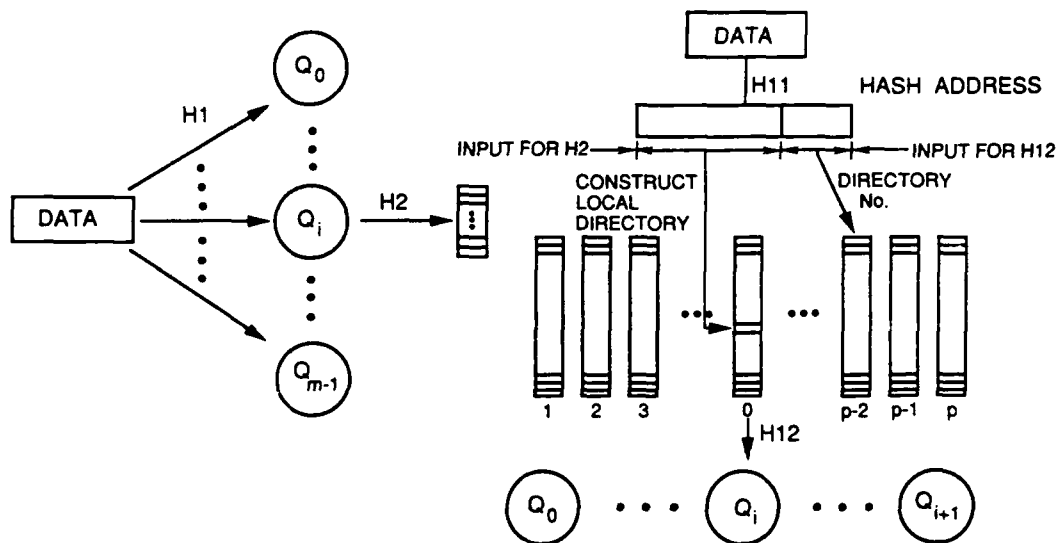 Q0
H1
DATA
Qi
H2
Qm-1
DATA
H11
HASH ADDRESS
INPUT FOR H2
INPUT FOR H12
CONSTRUCT
LOCAL
DIRECTORY
DIRECTORY
No.
1 2 3 0 p-2 p-1 p
H12
Q0 Qi Qi+1